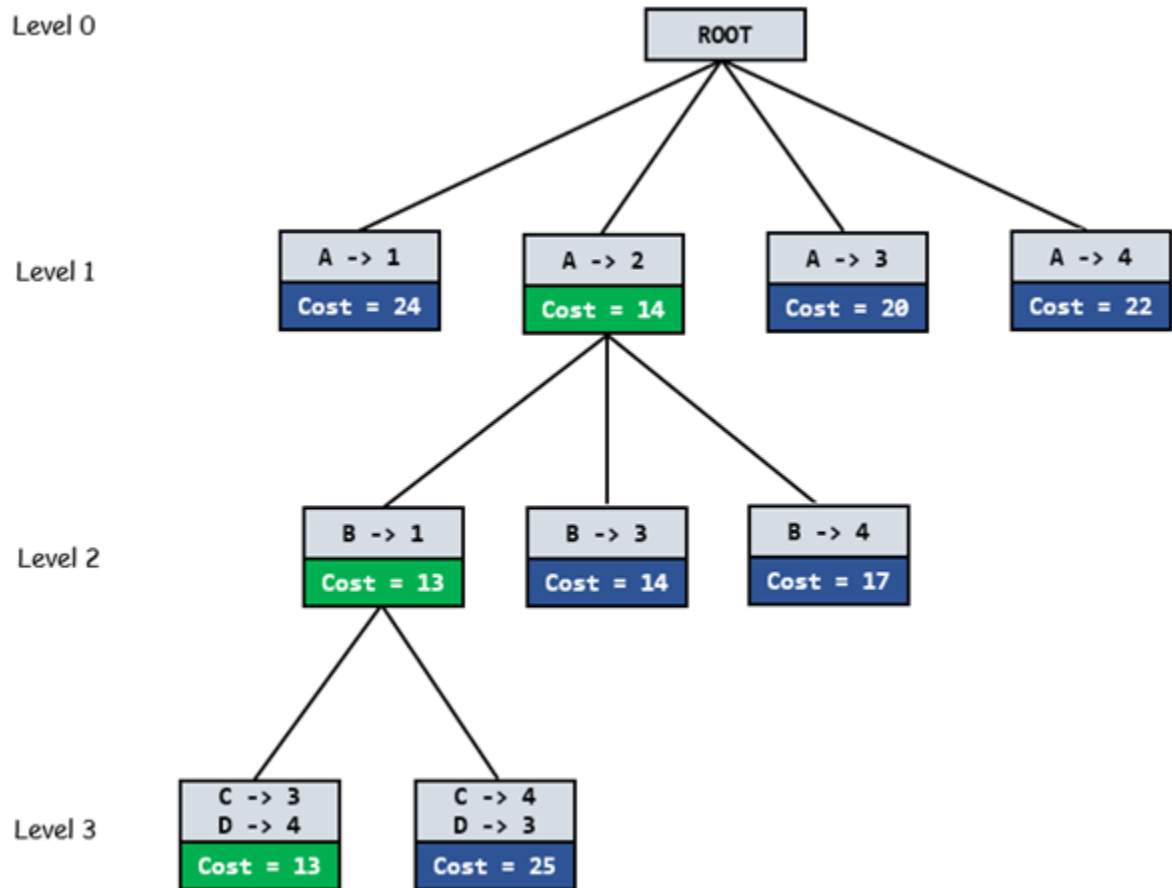 Level 0
ROOT
Level 1
A -> 1
Cost = 24
A -> 2
Cost = 14
A -> 3
Cost = 20
A -> 4
Cost = 22
Level 2
B -> 1
Cost = 13
B -> 3
Cost = 14
B -> 4
Cost = 17
Level 3
C -> 3
D -> 4
Cost = 13
C -> 4
D -> 3
Cost = 25